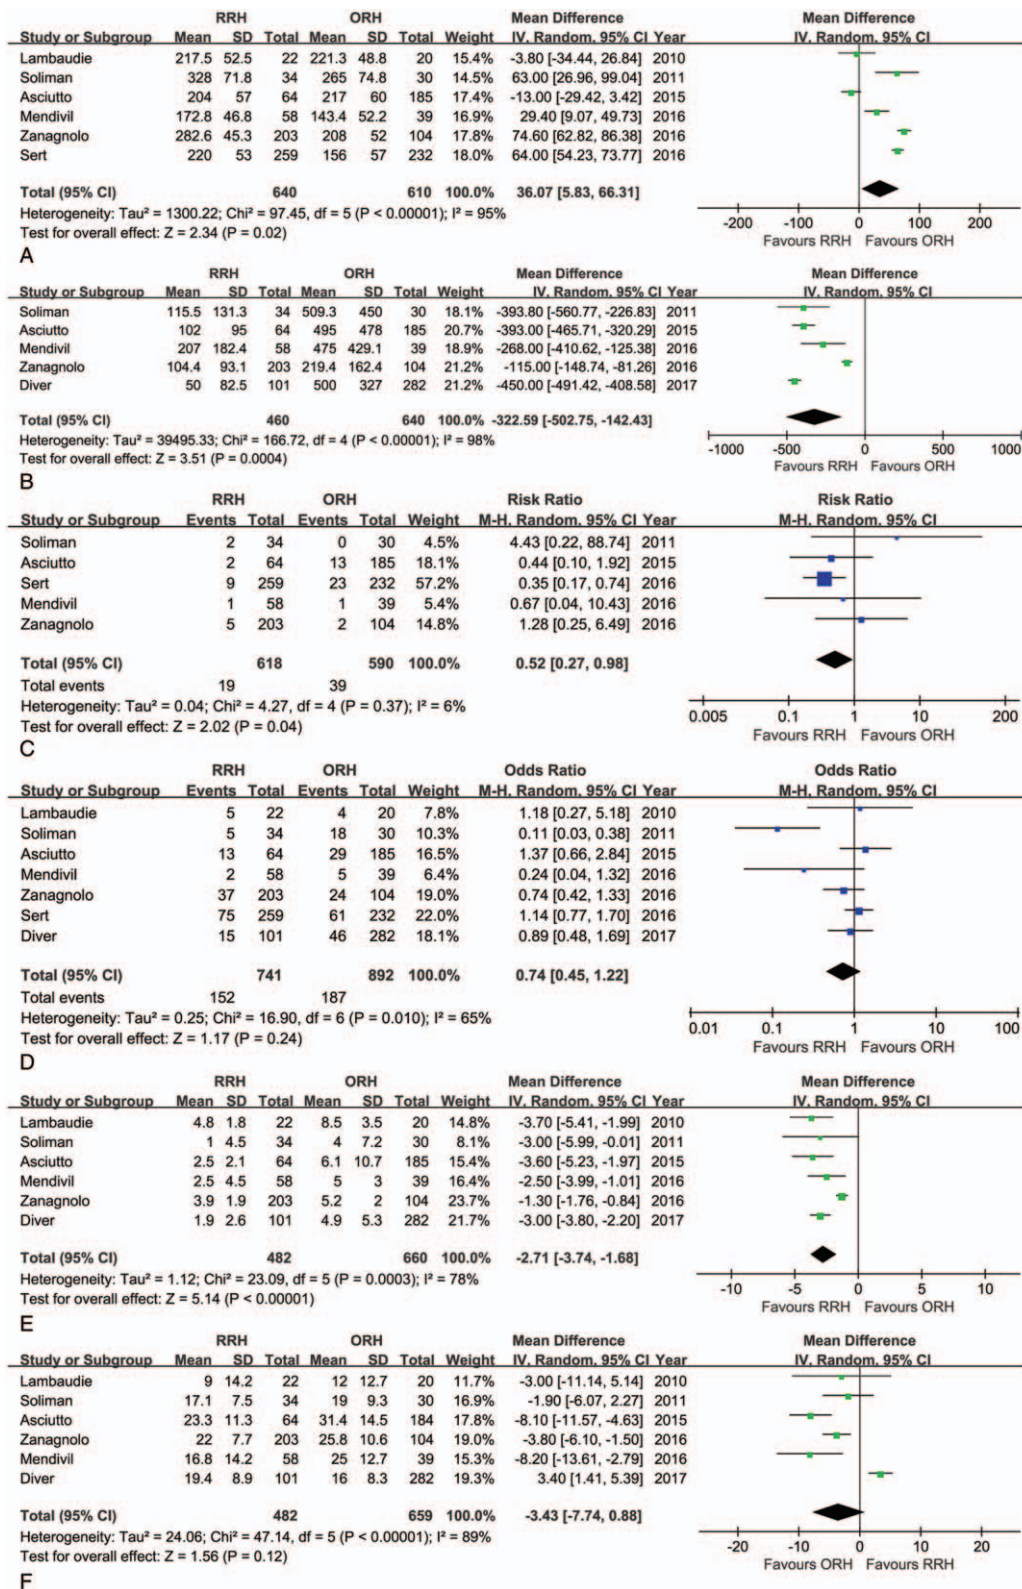 RRH ORH Mean Difference Mean Difference
Study or Subgroup Mean SD Total Mean SD Total Weight IV. Random. 95% CI Year IV. Random. 95% CI
Lambaudie 217.5 52.5 22 221.3 48.8 20 15.4% -3.80 [-34.44, 26.84] 2010
Soliman 328 71.8 34 265 74.8 30 14.5% 63.00 [26.96, 99.04] 2011
Asciutto 204 57 64 217 60 185 17.4% -13.00 [-29.42, 3.42] 2015
Mendivil 172.8 46.8 58 143.4 52.2 39 16.9% 29.40 [9.07, 49.73] 2016
Zanagnolo 282.6 45.3 203 208 52 104 17.8% 74.60 [62.82, 86.38] 2016
Sert 220 53 259 156 57 232 18.0% 64.00 [54.23, 73.77] 2016
Total (95% CI) 640 610 100.0% 36.07 [5.83, 66.31]
Heterogeneity: Tau² = 1300.22; Chi² = 97.45, df = 5 (P < 0.00001); I² = 95%
Test for overall effect: Z = 2.34 (P = 0.02)
-200 -100 0 100 200
Favours RRH Favours ORH
A
RRH ORH Mean Difference Mean Difference
Study or Subgroup Mean SD Total Mean SD Total Weight IV. Random. 95% CI Year IV. Random. 95% CI
Soliman 115.5 131.3 34 509.3 450 30 18.1% -393.80 [-560.77, -226.83] 2011
Asciutto 102 95 64 495 478 185 20.7% -393.00 [-465.71, -320.29] 2015
Mendivil 207 182.4 58 475 429.1 39 18.9% -268.00 [-410.62, -125.38] 2016
Zanagnolo 104.4 93.1 203 219.4 162.4 104 21.2% -115.00 [-148.74, -81.26] 2016
Diver 50 82.5 101 500 327 282 21.2% -450.00 [-491.42, -408.58] 2017
Total (95% CI) 460 640 100.0% -322.59 [-502.75, -142.43]
Heterogeneity: Tau² = 39495.33; Chi² = 166.72, df = 4 (P < 0.00001); I² = 98%
Test for overall effect: Z = 3.51 (P = 0.0004)
-1000 -500 0 500 1000
Favours RRH Favours ORH
B
RRH ORH Risk Ratio Risk Ratio
Study or Subgroup Events Total Events Total Weight M-H. Random. 95% CI Year M-H. Random. 95% CI
Soliman 2 34 0 30 4.5% 4.43 [0.22, 88.74] 2011
Asciutto 2 64 13 185 18.1% 0.44 [0.10, 1.92] 2015
Sert 9 259 23 232 57.2% 0.35 [0.17, 0.74] 2016
Mendivil 1 58 1 39 5.4% 0.67 [0.04, 10.43] 2016
Zanagnolo 5 203 2 104 14.8% 1.28 [0.25, 6.49] 2016
Total (95% CI) 618 590 100.0% 0.52 [0.27, 0.98]
Total events 19 39
Heterogeneity: Tau² = 0.04; Chi² = 4.27, df = 4 (P = 0.37); I² = 6%
Test for overall effect: Z = 2.02 (P = 0.04)
0.005 0.1 1 10 200
Favours RRH Favours ORH
C
RRH ORH Odds Ratio Odds Ratio
Study or Subgroup Events Total Events Total Weight M-H. Random. 95% CI Year M-H. Random. 95% CI
Lambaudie 5 22 4 20 7.8% 1.18 [0.27, 5.18] 2010
Soliman 5 34 18 30 10.3% 0.11 [0.03, 0.38] 2011
Asciutto 13 64 29 185 16.5% 1.37 [0.66, 2.84] 2015
Mendivil 2 58 5 39 6.4% 0.24 [0.04, 1.32] 2016
Zanagnolo 37 203 24 104 19.0% 0.74 [0.42, 1.33] 2016
Sert 75 259 61 232 22.0% 1.14 [0.77, 1.70] 2016
Diver 15 101 46 282 18.1% 0.89 [0.48, 1.69] 2017
Total (95% CI) 741 892 100.0% 0.74 [0.45, 1.22]
Total events 152 187
Heterogeneity: Tau² = 0.25; Chi² = 16.90, df = 6 (P = 0.010); I² = 65%
Test for overall effect: Z = 1.17 (P = 0.24)
0.01 0.1 1 10 100
Favours RRH Favours ORH
D
RRH ORH Mean Difference Mean Difference
Study or Subgroup Mean SD Total Mean SD Total Weight IV. Random. 95% CI Year IV. Random. 95% CI
Lambaudie 4.8 1.8 22 8.5 3.5 20 14.8% -3.70 [-5.41, -1.99] 2010
Soliman 1 4.5 34 4 7.2 30 8.1% -3.00 [-5.99, -0.01] 2011
Asciutto 2.5 2.1 64 6.1 10.7 185 15.4% -3.60 [-5.23, -1.97] 2015
Mendivil 2.5 4.5 58 5 3 39 16.4% -2.50 [-3.99, -1.01] 2016
Zanagnolo 3.9 1.9 203 5.2 2 104 23.7% -1.30 [-1.76, -0.84] 2016
Diver 1.9 2.6 101 4.9 5.3 282 21.7% -3.00 [-3.80, -2.20] 2017
Total (95% CI) 482 660 100.0% -2.71 [-3.74, -1.68]
Heterogeneity: Tau² = 1.12; Chi² = 23.09, df = 5 (P = 0.0003); I² = 78%
Test for overall effect: Z = 5.14 (P < 0.00001)
-10 -5 0 5 10
Favours RRH Favours ORH
E
RRH ORH Mean Difference Mean Difference
Study or Subgroup Mean SD Total Mean SD Total Weight IV. Random. 95% CI Year IV. Random. 95% CI
Lambaudie 9 14.2 22 12 12.7 20 11.7% -3.00 [-11.14, 5.14] 2010
Soliman 17.1 7.5 34 19 9.3 30 16.9% -1.90 [-6.07, 2.27] 2011
Asciutto 23.3 11.3 64 31.4 14.5 184 17.8% -8.10 [-11.57, -4.63] 2015
Zanagnolo 22 7.7 203 25.8 10.6 104 19.0% -3.80 [-6.10, -1.50] 2016
Mendivil 16.8 14.2 58 25 12.7 39 15.3% -8.20 [-13.61, -2.79] 2016
Diver 19.4 8.9 101 16 8.3 282 19.3% 3.40 [1.41, 5.39] 2017
Total (95% CI) 482 659 100.0% -3.43 [-7.74, 0.88]
Heterogeneity: Tau² = 24.06; Chi² = 47.14, df = 5 (P < 0.00001); I² = 89%
Test for overall effect: Z = 1.56 (P = 0.12)
-20 -10 0 10 20
Favours ORH Favours RRH
F